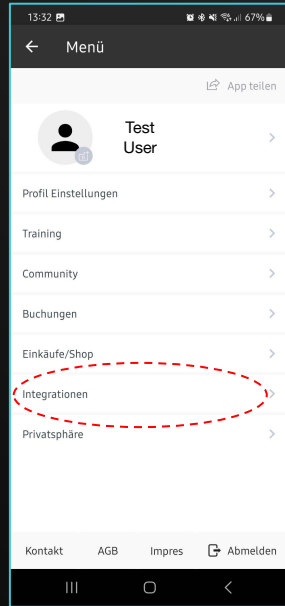 13:32 67%
Menü
App teilen
Test
User
Profil Einstellungen
Training
Community
Buchungen
Einkäufe/Shop
Integrationen
Privatsphäre
Kontakt AGB Impres Abmelden